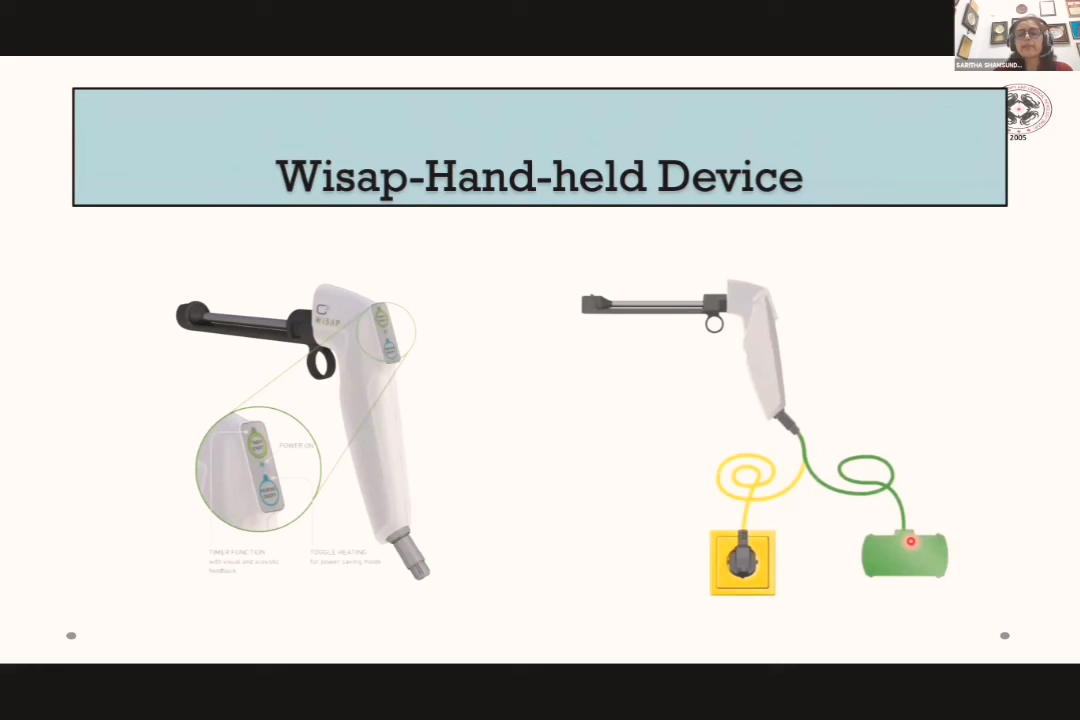 SARITHA SHAMSUND...
2005
Wisap-Hand-held Device
WISAP
POWER ON
TIMER FUNCTION
with visual and acoustic
feedback
TOGGLE HEATING
for power saving mode